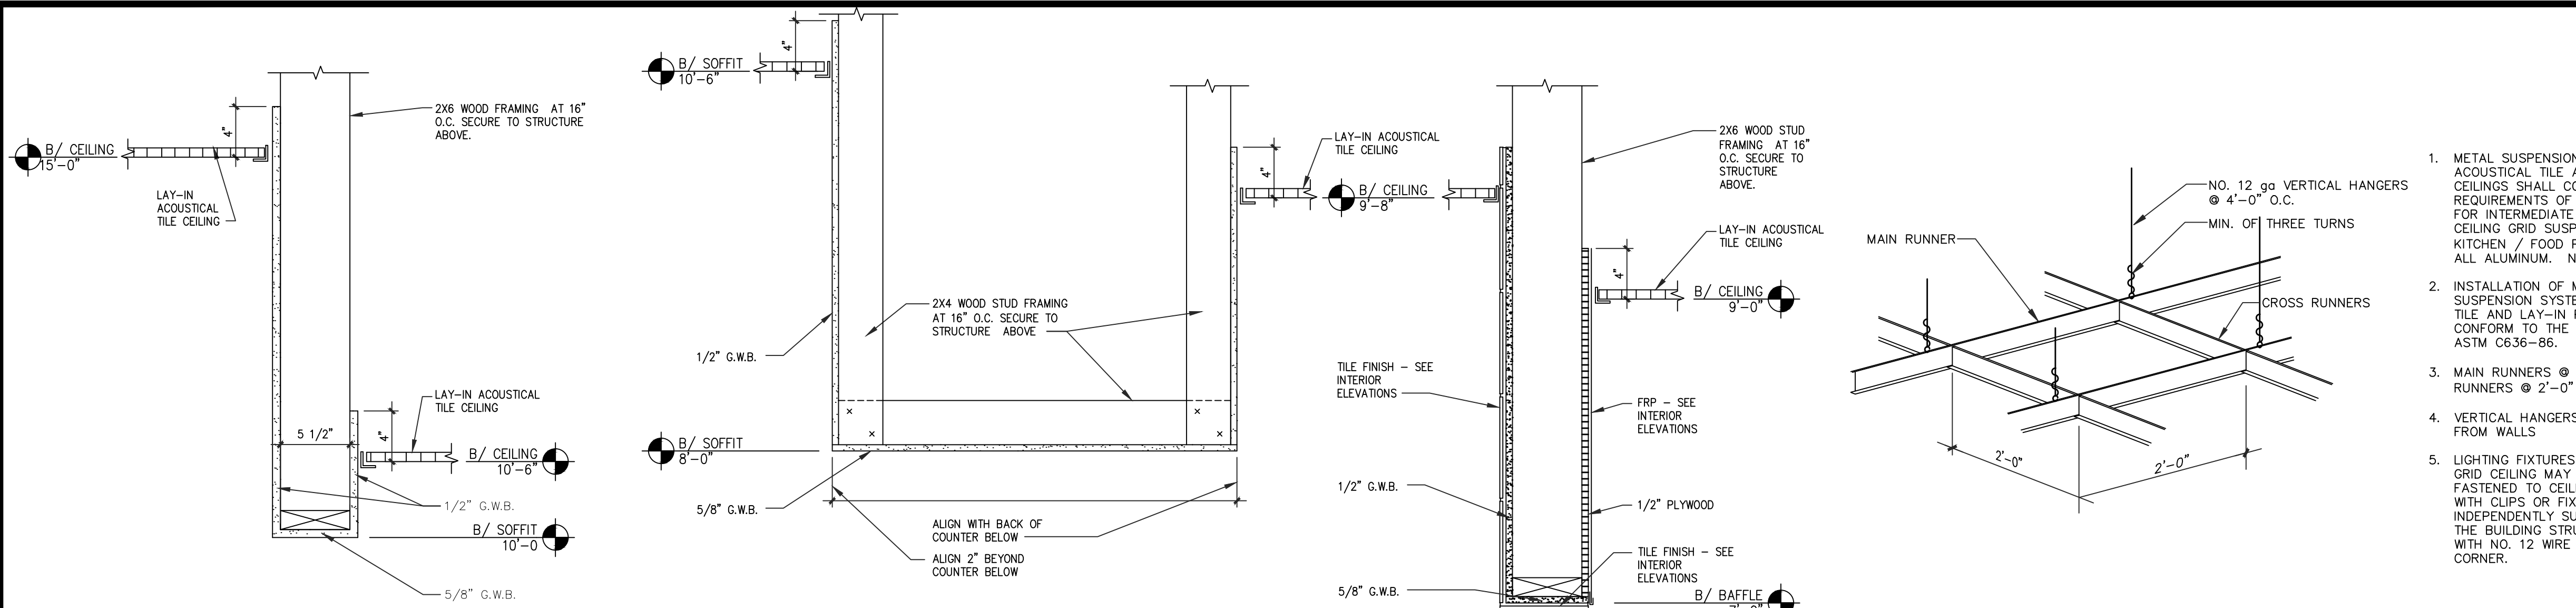 B/ CEILING
15'-0"
LAY-IN
ACOUSTICAL
TILE CEILING
4"
2X6 WOOD FRAMING AT 16"
O.C. SECURE TO STRUCTURE
ABOVE.
5 1/2"
4"
LAY-IN ACOUSTICAL
TILE CEILING
B/ CEILING
10'-6"
1/2" G.W.B.
B/ SOFFIT
10'-0
5/8" G.W.B.
B/ SOFFIT
10'-6"
4"
4"
LAY-IN ACOUSTICAL
TILE CEILING
2X4 WOOD STUD FRAMING
AT 16" O.C. SECURE TO
STRUCTURE ABOVE
1/2" G.W.B.
B/ SOFFIT
8'-0"
5/8" G.W.B.
ALIGN WITH BACK OF
COUNTER BELOW
ALIGN 2" BEYOND
COUNTER BELOW
B/ CEILING
9'-8"
2X6 WOOD STUD
FRAMING AT 16"
O.C. SECURE TO
STRUCTURE
ABOVE.
LAY-IN ACOUSTICAL
TILE CEILING
4"
B/ CEILING
9'-0"
TILE FINISH - SEE
INTERIOR
ELEVATIONS
FRP - SEE
INTERIOR
ELEVATIONS
1/2" G.W.B.
1/2" PLYWOOD
TILE FINISH - SEE
INTERIOR
ELEVATIONS
5/8" G.W.B.
B/ BAFFLE
NO. 12 ga VERTICAL HANGERS
@ 4'-0" O.C.
MIN. OF THREE TURNS
MAIN RUNNER
CROSS RUNNERS
2'-0"
2'-0"
1. METAL SUSPENSION
ACOUSTICAL TILE
CEILINGS SHALL
REQUIREMENTS OF
FOR INTERMEDIATE
CEILING GRID
KITCHEN / FOOD
ALL ALUMINUM.
2. INSTALLATION OF
SUSPENSION
TILE AND LAY-IN
CONFORM TO THE
ASTM C636-86.
3. MAIN RUNNERS @
RUNNERS @ 2'-0"
4. VERTICAL HANGERS
FROM WALLS
5. LIGHTING FIXTURES
GRID CEILING MAY
FASTENED TO
WITH CLIPS OR
INDEPENDENTLY
THE BUILDING
WITH NO. 12 WIRE
CORNER.